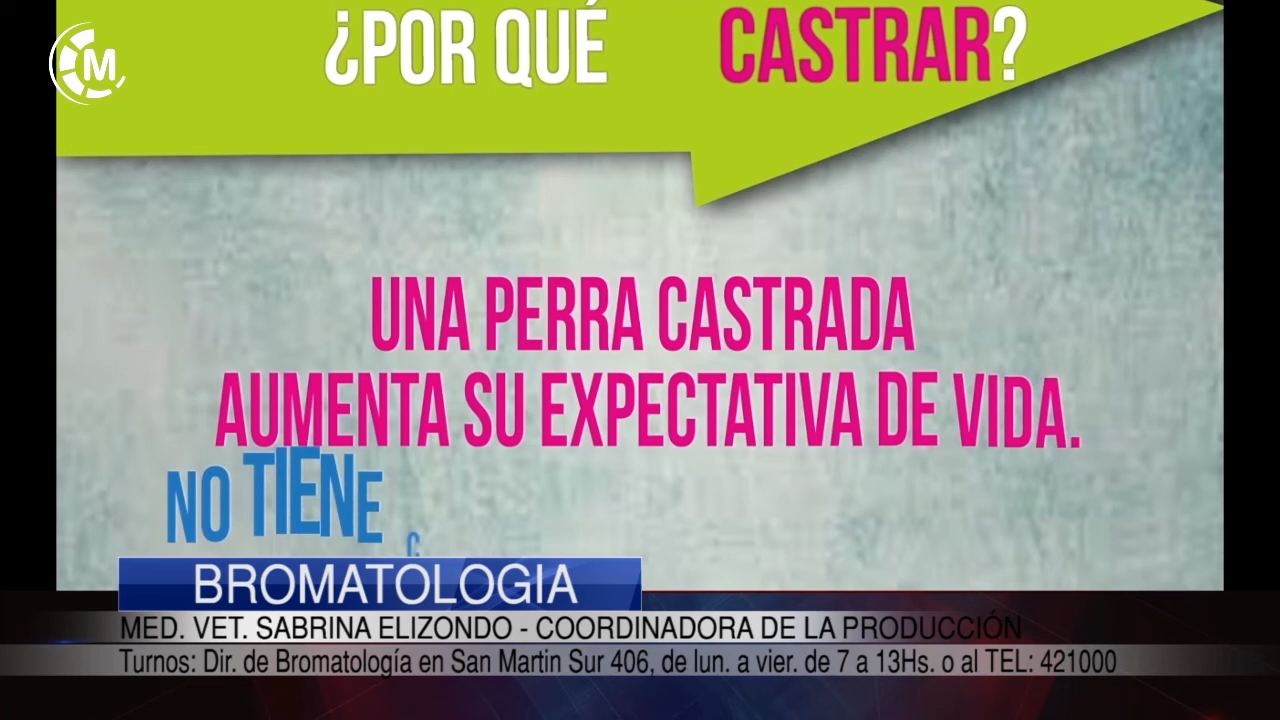 M
¿POR QUÉ CASTRAR?
UNA PERRA CASTRADA
AUMENTA SU EXPECTATIVA DE VIDA.
NO TIENE C
BROMATOLOGIA
MED. VET. SABRINA ELIZONDO - COORDINADORA DE LA PRODUCCIÓN
Turnos: Dir. de Bromatología en San Martin Sur 406, de lun. a vier. de 7 a 13Hs. o al TEL: 421000